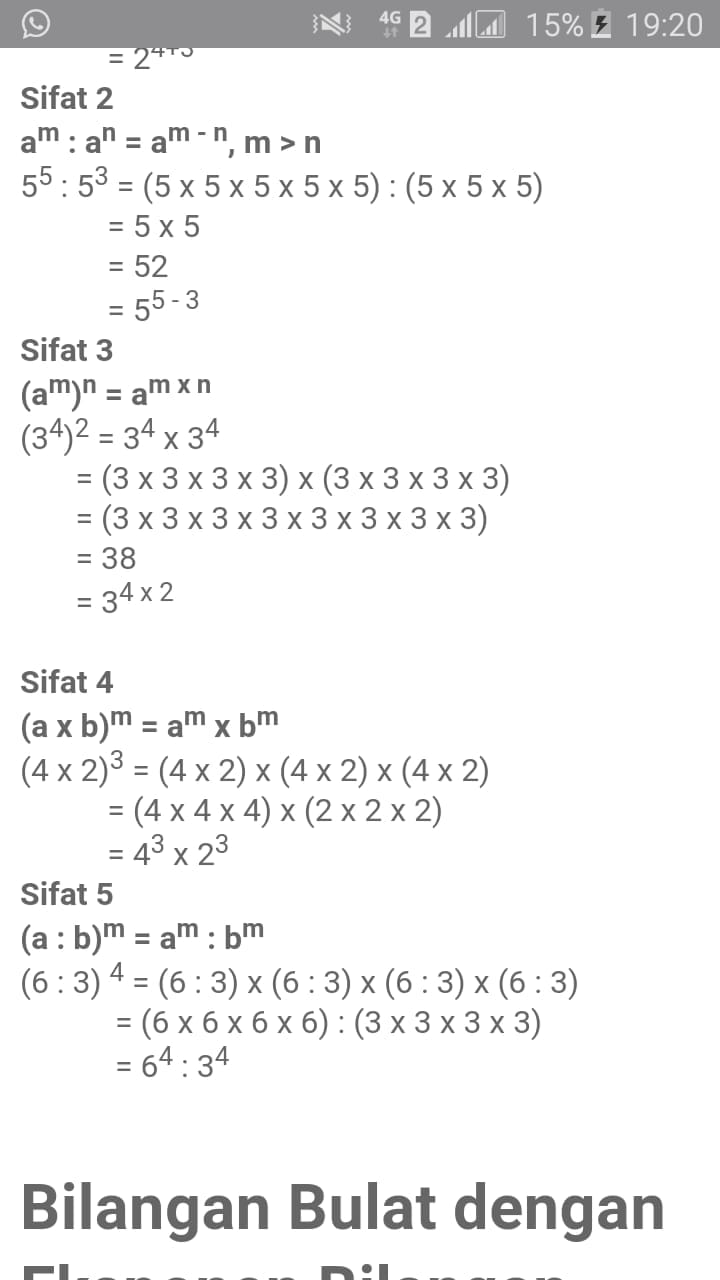 4G 2 15% 19:20
= 2⁴⁺³
Sifat 2
aᵐ : aⁿ = aᵐ ⁻ ⁿ, m > n
5⁵ : 5³ = (5 x 5 x 5 x 5 x 5) : (5 x 5 x 5)
= 5 x 5
= 52
= 5⁵ ⁻ ³
Sifat 3
(aᵐ)ⁿ = aᵐ ˣ ⁿ
(3⁴)² = 3⁴ x 3⁴
= (3 x 3 x 3 x 3) x (3 x 3 x 3 x 3)
= (3 x 3 x 3 x 3 x 3 x 3 x 3 x 3)
= 38
= 3⁴ ˣ ²
Sifat 4
(a x b)ᵐ = aᵐ x bᵐ
(4 x 2)³ = (4 x 2) x (4 x 2) x (4 x 2)
= (4 x 4 x 4) x (2 x 2 x 2)
= 4³ x 2³
Sifat 5
(a : b)ᵐ = aᵐ : bᵐ
(6 : 3) ⁴ = (6 : 3) x (6 : 3) x (6 : 3) x (6 : 3)
= (6 x 6 x 6 x 6) : (3 x 3 x 3 x 3)
= 6⁴ : 3⁴
Bilangan Bulat dengan